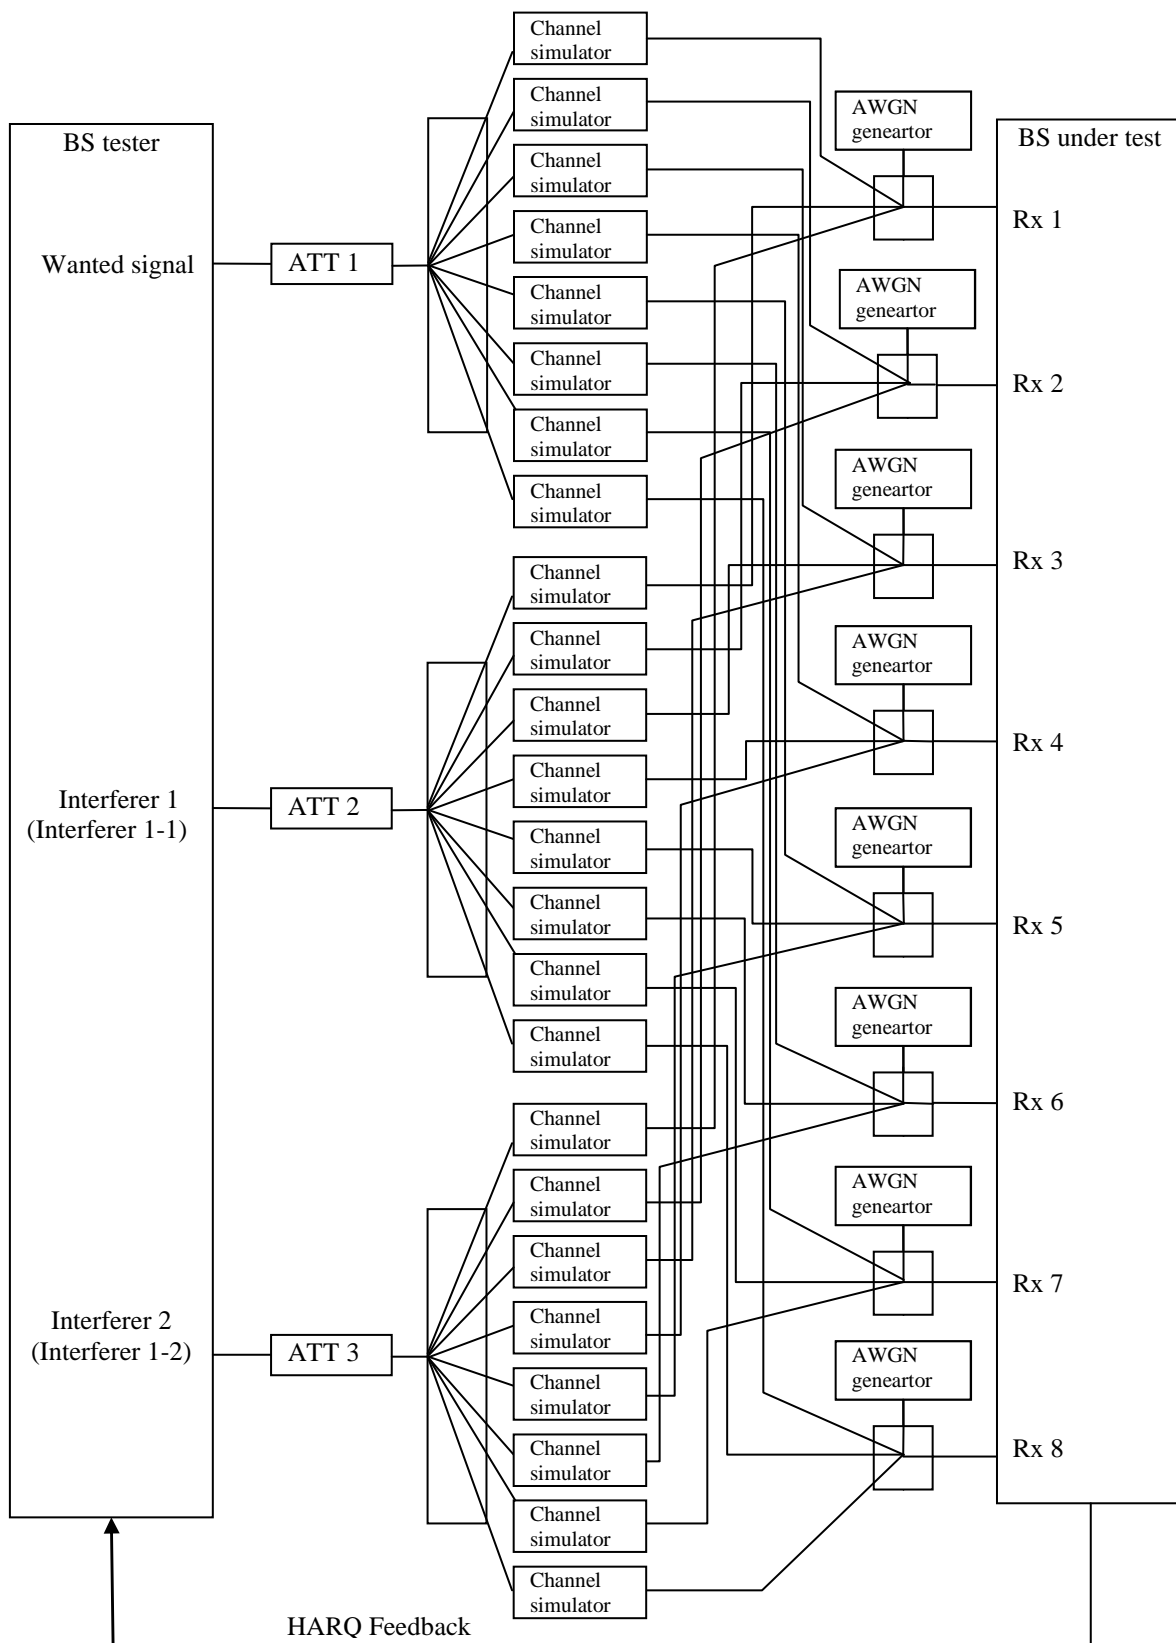 BS tester
Wanted signal
Interferer 1
(Interferer 1-1)
Interferer 2
(Interferer 1-2)
ATT 1
ATT 2
ATT 3
Channel
simulator
Channel
simulator
Channel
simulator
Channel
simulator
Channel
simulator
Channel
simulator
Channel
simulator
Channel
simulator
Channel
simulator
Channel
simulator
Channel
simulator
Channel
simulator
Channel
simulator
Channel
simulator
Channel
simulator
Channel
simulator
Channel
simulator
Channel
simulator
Channel
simulator
Channel
simulator
Channel
simulator
Channel
simulator
Channel
simulator
Channel
simulator
AWGN
geneartor
AWGN
geneartor
AWGN
geneartor
AWGN
geneartor
AWGN
geneartor
AWGN
geneartor
AWGN
geneartor
AWGN
geneartor
BS under test
Rx 1
Rx 2
Rx 3
Rx 4
Rx 5
Rx 6
Rx 7
Rx 8
HARQ Feedback